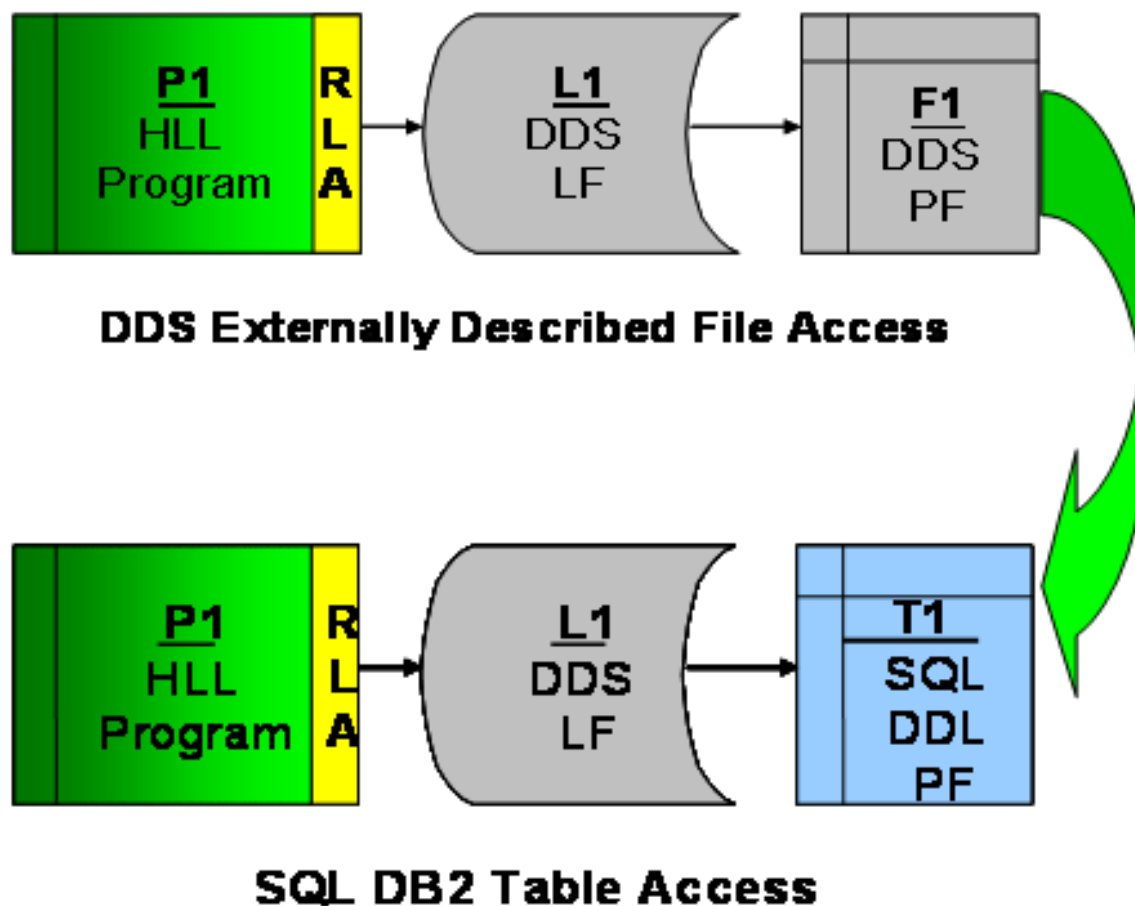 P1
HLL
Program
R
L
A
L1
DDS
LF
F1
DDS
PF
DDS Externally Described File Access
P1
HLL
Program
R
L
A
L1
DDS
LF
T1
SQL
DDL
PF
SQL DB2 Table Access